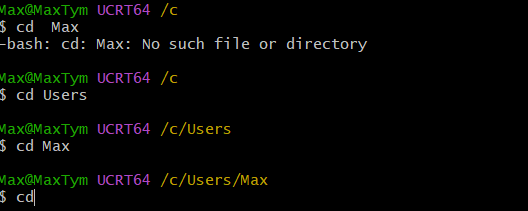 Max@MaxTym UCRT64 /c
$ cd  Max
-bash: cd: Max: No such file or directory
Max@MaxTym UCRT64 /c
$ cd Users
Max@MaxTym UCRT64 /c/Users
$ cd Max
Max@MaxTym UCRT64 /c/Users/Max
$ cd